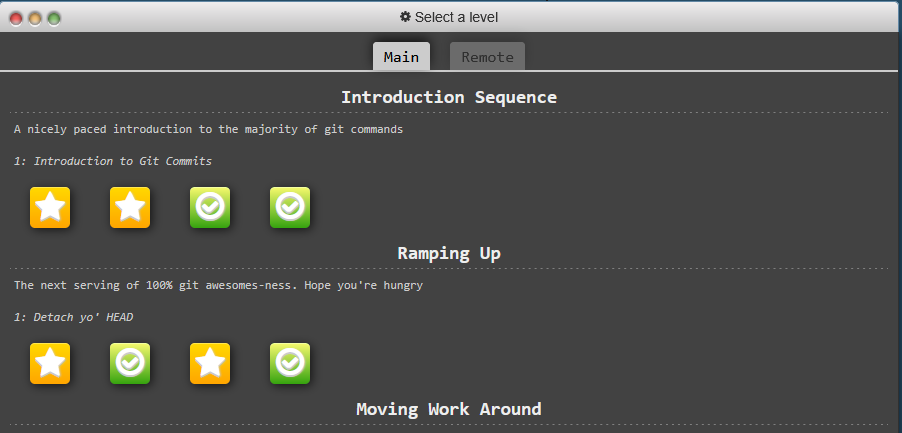 Select a level
Main Remote
Introduction Sequence
A nicely paced introduction to the majority of git commands
1: Introduction to Git Commits
Ramping Up
The next serving of 100% git awesomes-ness. Hope you're hungry
1: Detach yo' HEAD
Moving Work Around